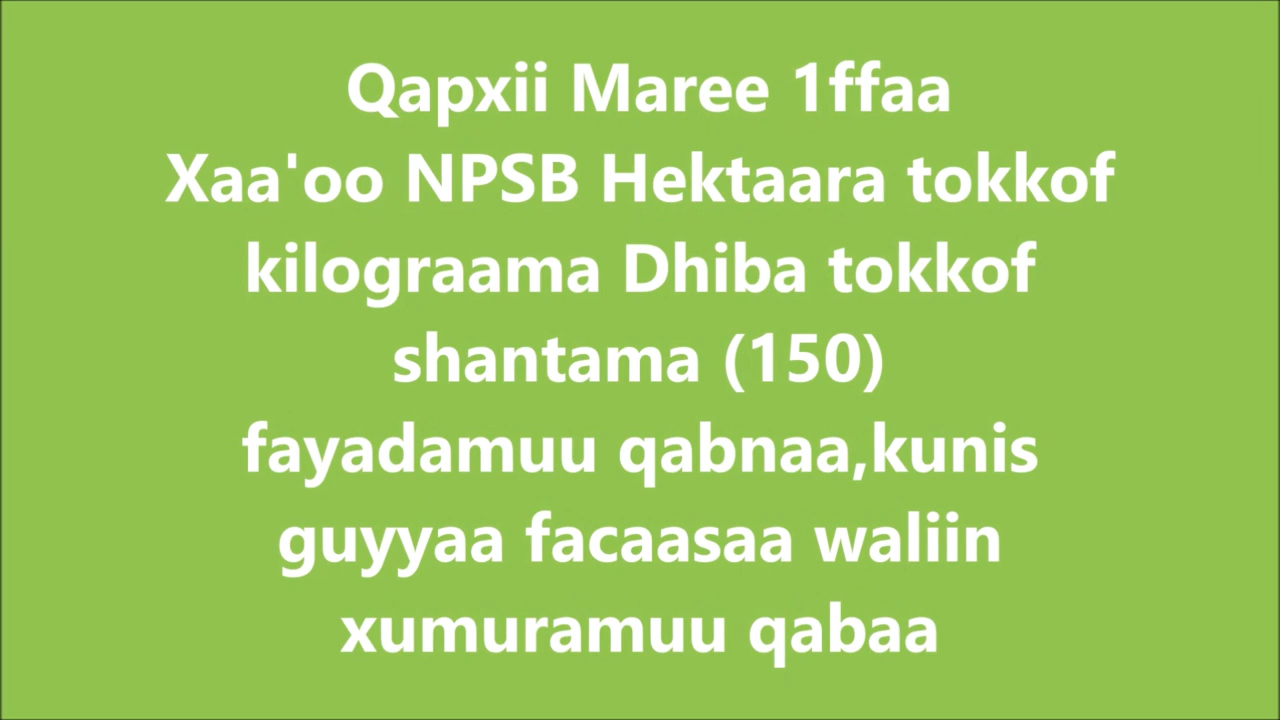 Qapxii Maree 1ffaa
Xaa'oo NPSB Hektaara tokkof
kilograama Dhiba tokkof
shantama (150)
fayadamuu qabnaa,kunis
guyyaa facaasaa waliin
xumuramuu qabaa